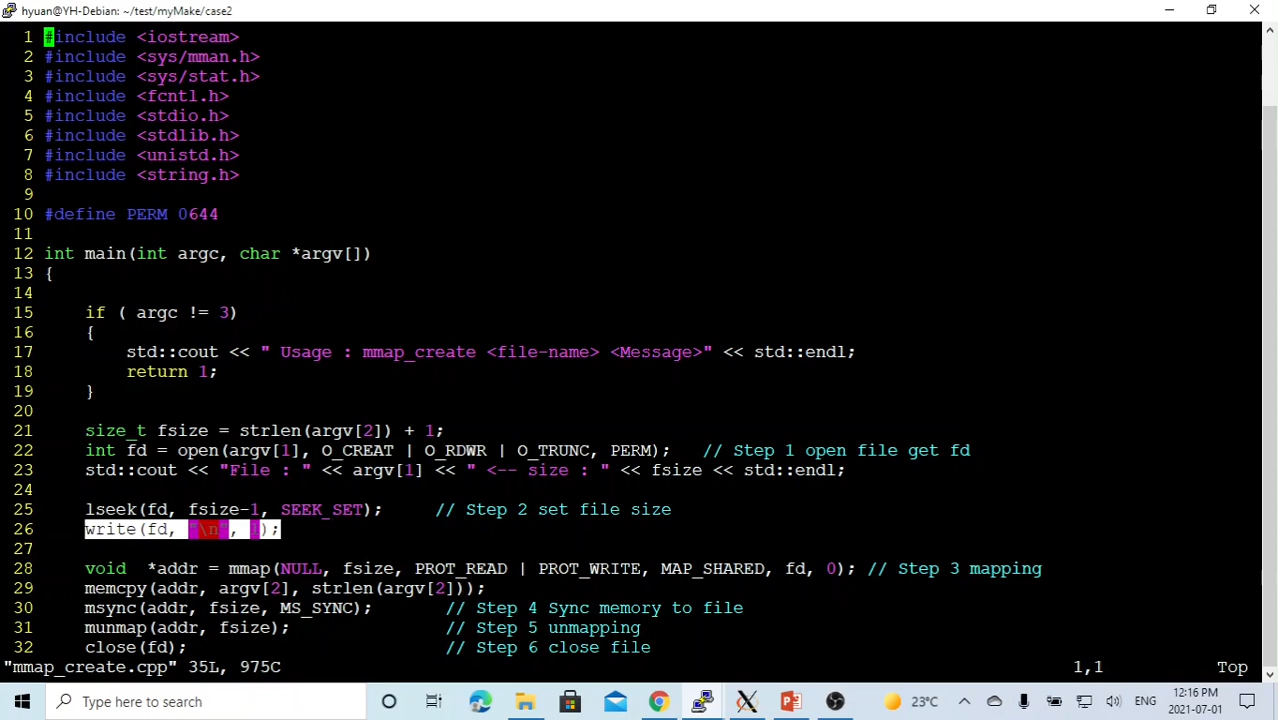 hyuan@YH-Debian: ~/test/myMake/case2
1 #include <iostream>
2 #include <sys/mman.h>
3 #include <sys/stat.h>
4 #include <fcntl.h>
5 #include <stdio.h>
6 #include <stdlib.h>
7 #include <unistd.h>
8 #include <string.h>
9
10 #define PERM 0644
11
12 int main(int argc, char *argv[])
13 {
14
15     if ( argc != 3)
16     {
17         std::cout << " Usage : mmap_create <file-name> <Message>" << std::endl;
18         return 1;
19     }
20
21     size_t fsize = strlen(argv[2]) + 1;
22     int fd = open(argv[1], O_CREAT | O_RDWR | O_TRUNC, PERM);   // Step 1 open file get fd
23     std::cout << "File : " << argv[1] << " <-- size : " << fsize << std::endl;
24
25     lseek(fd, fsize-1, SEEK_SET);     // Step 2 set file size
26     write(fd, "\n", 1);
27
28     void  *addr = mmap(NULL, fsize, PROT_READ | PROT_WRITE, MAP_SHARED, fd, 0); // Step 3 mapping
29     memcpy(addr, argv[2], strlen(argv[2]));
30     msync(addr, fsize, MS_SYNC);       // Step 4 Sync memory to file
31     munmap(addr, fsize);               // Step 5 unmapping
32     close(fd);                         // Step 6 close file
"mmap_create.cpp" 35L, 975C 1,1 Top
Type here to search 23°C ENG 12:16 PM
2021-07-01